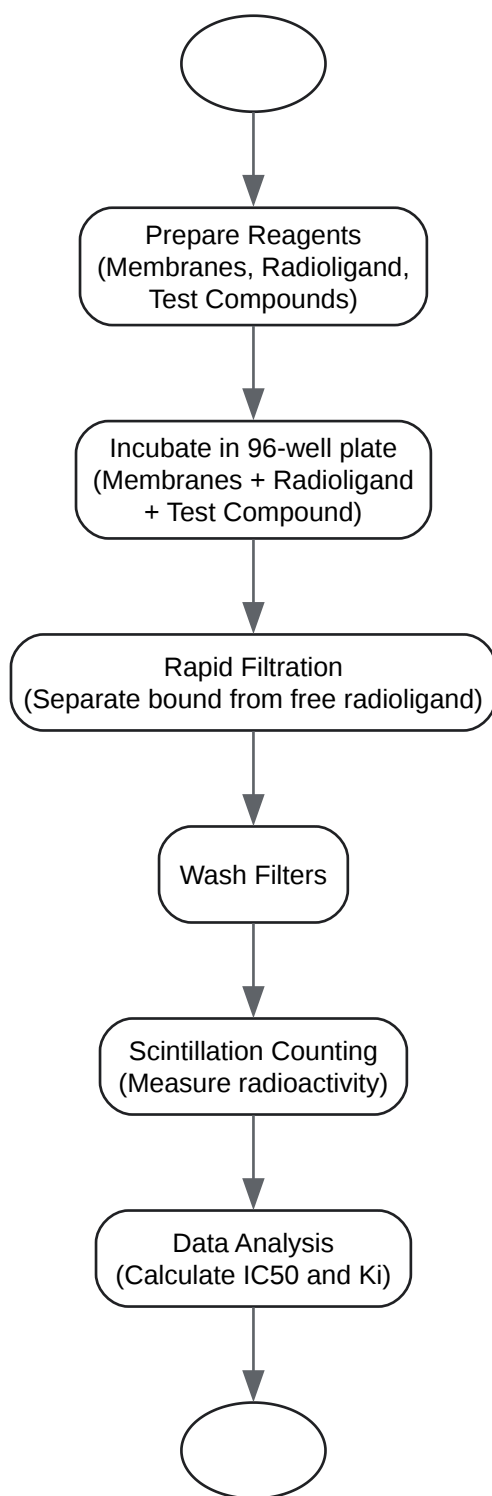 Prepare Reagents
(Membranes, Radioligand,
Test Compounds)
Incubate in 96-well plate
(Membranes + Radioligand
+ Test Compound)
Rapid Filtration
(Separate bound from free radioligand)
Wash Filters
Scintillation Counting
(Measure radioactivity)
Data Analysis
(Calculate IC50 and Ki)